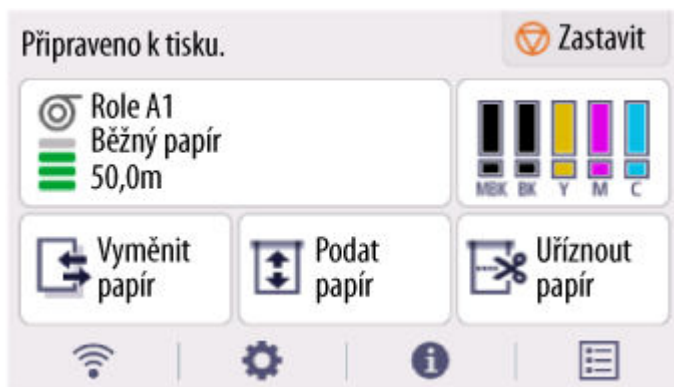 Připraveno k tisku.
Zastavit
Role A1
Běžný papír
50,0m
MBK BK Y M C
Vyměnit
papír
Podat
papír
Uříznout
papír